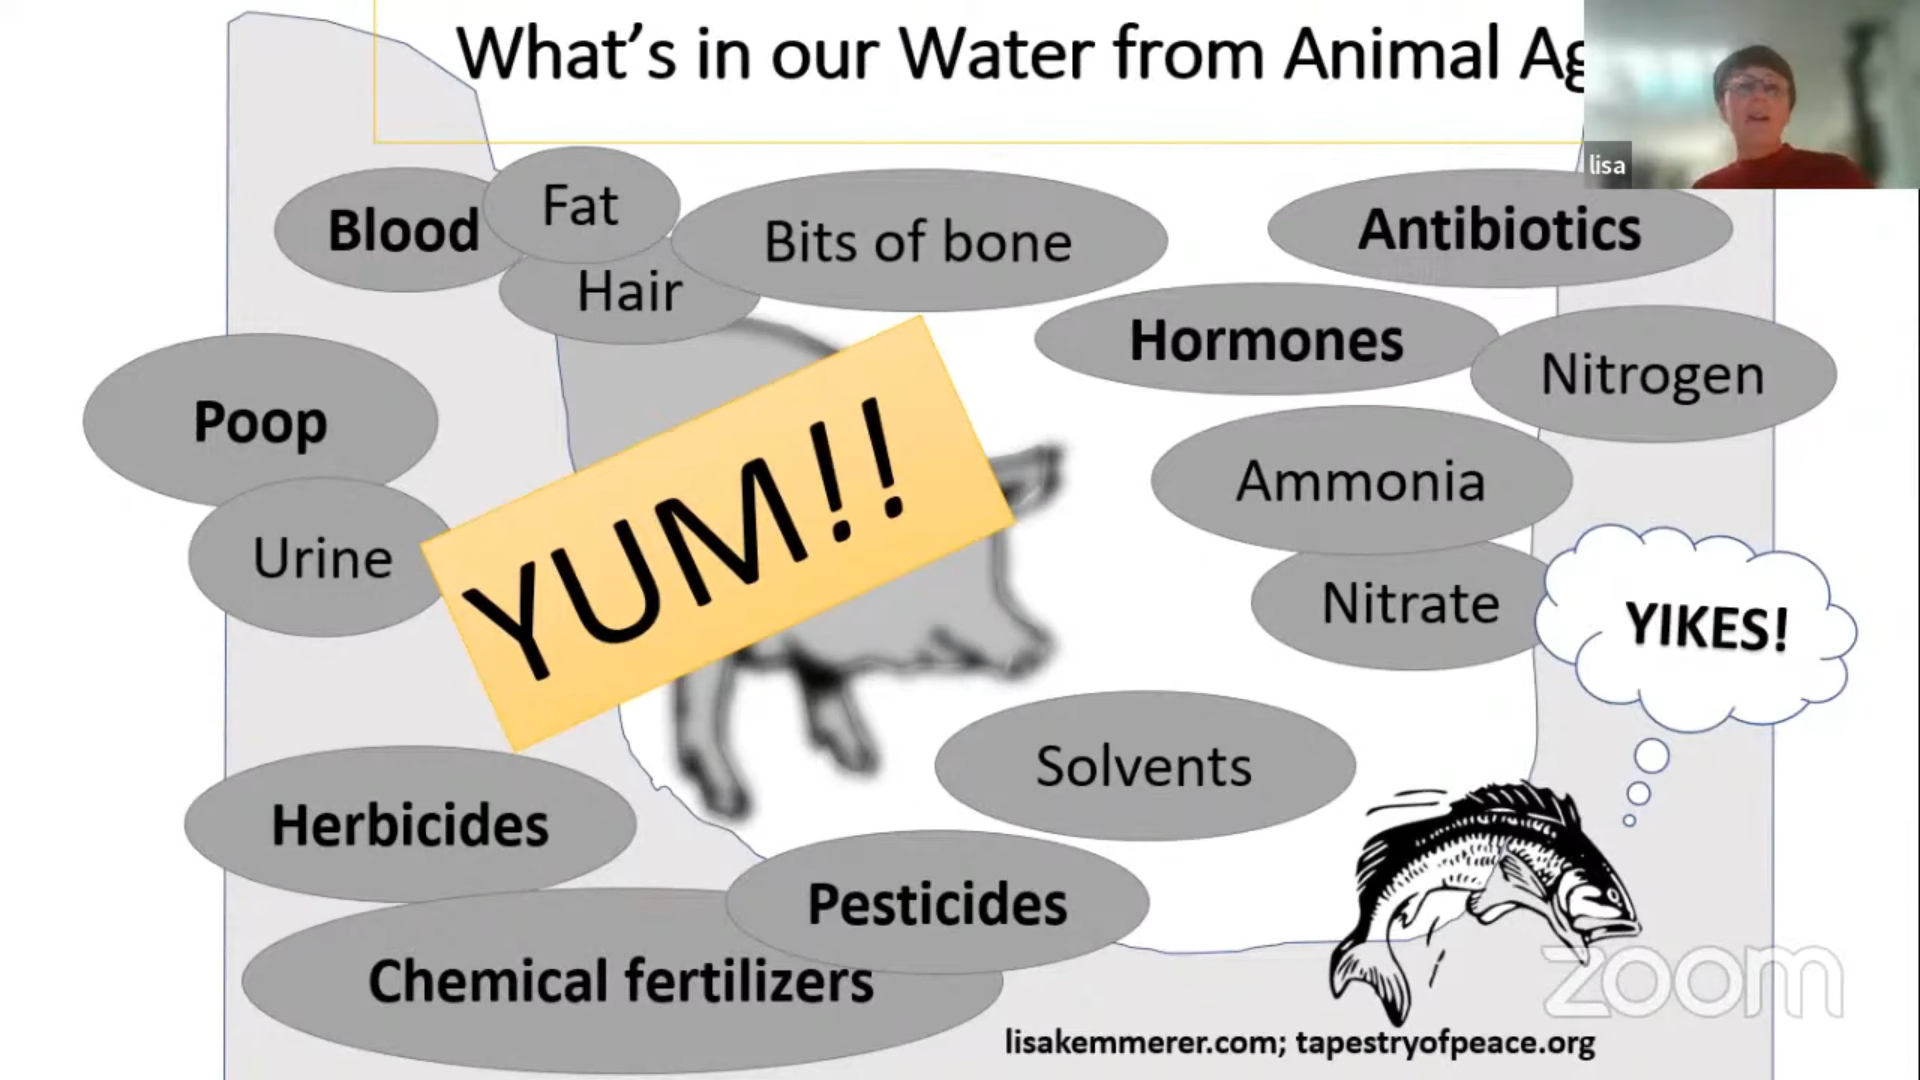 What's in our Water from Animal Ag
lisa
Blood
Fat
Hair
Bits of bone
Antibiotics
Hormones
Nitrogen
Poop
Urine
YUM!!
Ammonia
Nitrate
YIKES!
Solvents
Herbicides
Pesticides
Chemical fertilizers
zoom
lisakemmerer.com; tapestryofpeace.org